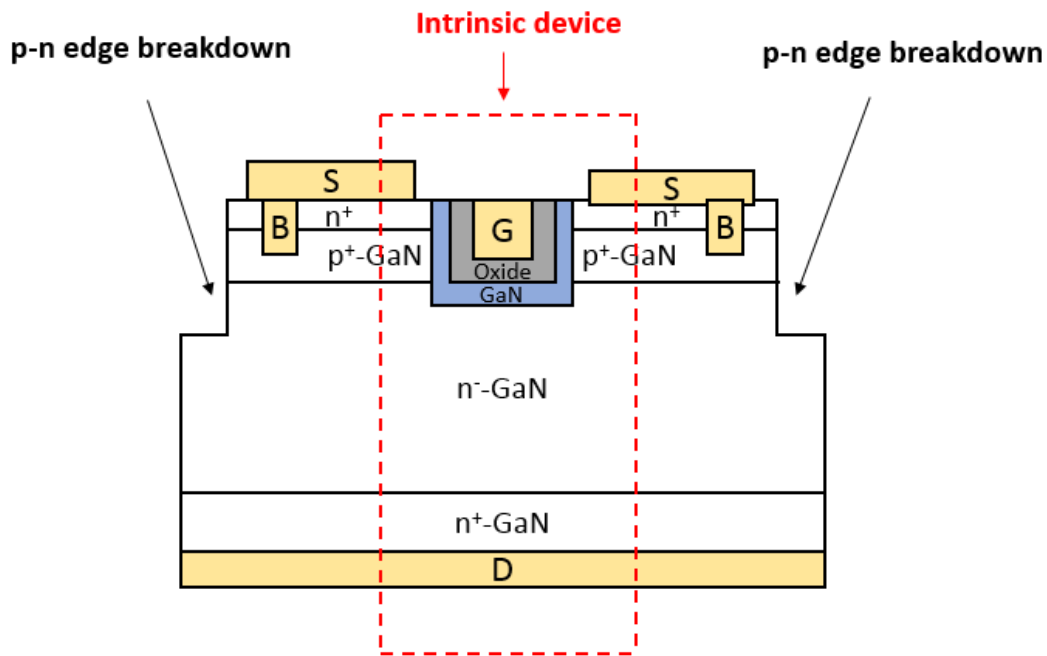 Intrinsic device
p-n edge breakdown
p-n edge breakdown
S
S
B
n⁺
G
n⁺
B
p⁺-GaN
p⁺-GaN
Oxide
GaN
n⁻-GaN
n⁺-GaN
D